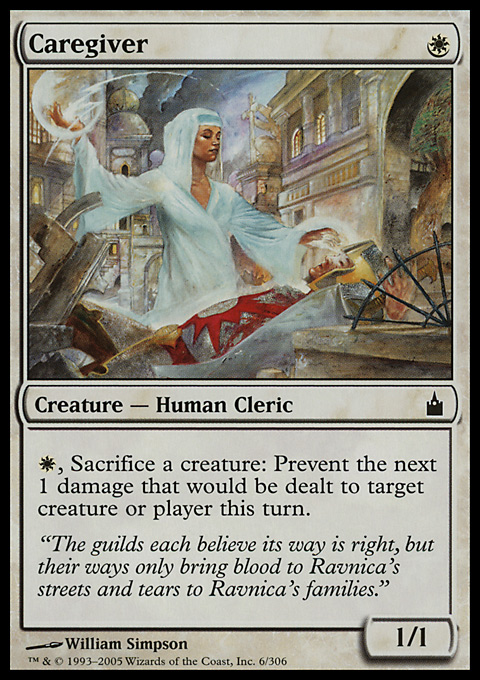 Caregiver
Creature — Human Cleric
, Sacrifice a creature: Prevent the next
1 damage that would be dealt to target
creature or player this turn.
“The guilds each believe its way is right, but
their ways only bring blood to Ravnica’s
streets and tears to Ravnica’s families.”
William Simpson
1/1
™ & © 1993–2005 Wizards of the Coast, Inc. 6/306